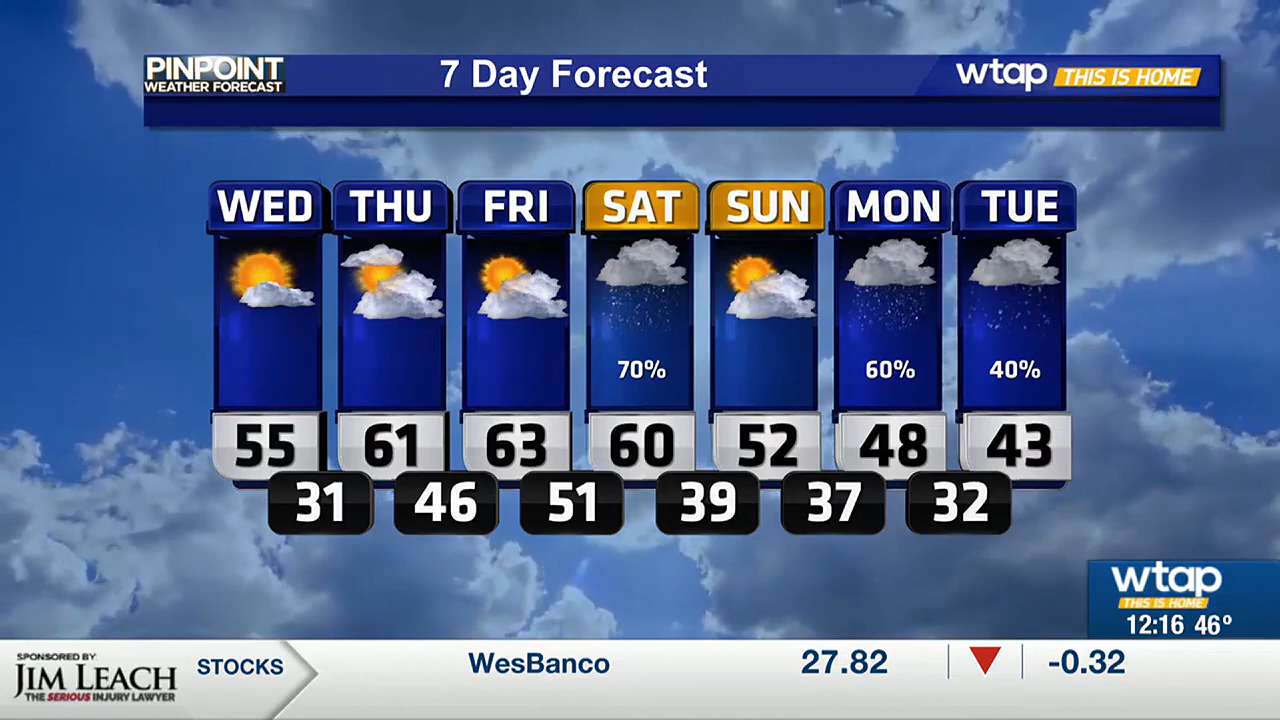 PINPOINT
WEATHER FORECAST
7 Day Forecast
wtap THIS IS HOME
WED THU FRI SAT SUN MON TUE
70% 60% 40%
55 61 63 60 52 48 43
31 46 51 39 37 32
wtap
THIS IS HOME
12:16 46°
SPONSORED BY:
JIM LEACH
THE SERIOUS INJURY LAWYER
STOCKS
WesBanco 27.82 -0.32